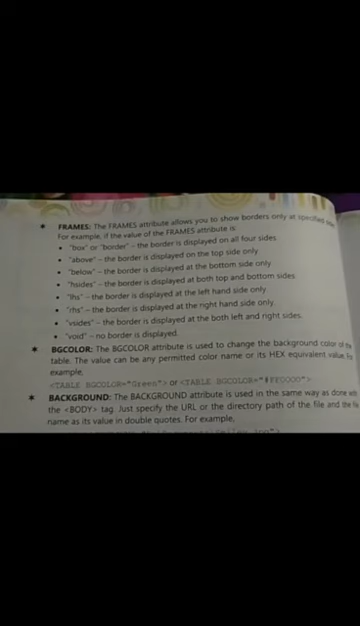 * FRAMES: The FRAMES attribute allows you to show borders only at specified
For example, if the value of the FRAMES attribute is
• "box" or "border" – the border is displayed on all four sides
• "above" – the border is displayed on the top side only
• "below" – the border is displayed at the bottom side only
• "hsides" – the border is displayed at both top and bottom sides
• "lhs" – the border is displayed at the left hand side only
• "rhs" – the border is displayed at the right hand side only.
• "vsides" – the border is displayed at the both left and right sides.
• "void" – no border is displayed.
* BGCOLOR: The BGCOLOR attribute is used to change the background color of the
table. The value can be any permitted color name or its HEX equivalent value. For
example,
<TABLE BGCOLOR="Green"> or <TABLE BGCOLOR="#FF0000">
* BACKGROUND: The BACKGROUND attribute is used in the same way as done with
the <BODY> tag. Just specify the URL or the directory path of the file and the file
name as its value in double quotes. For example,